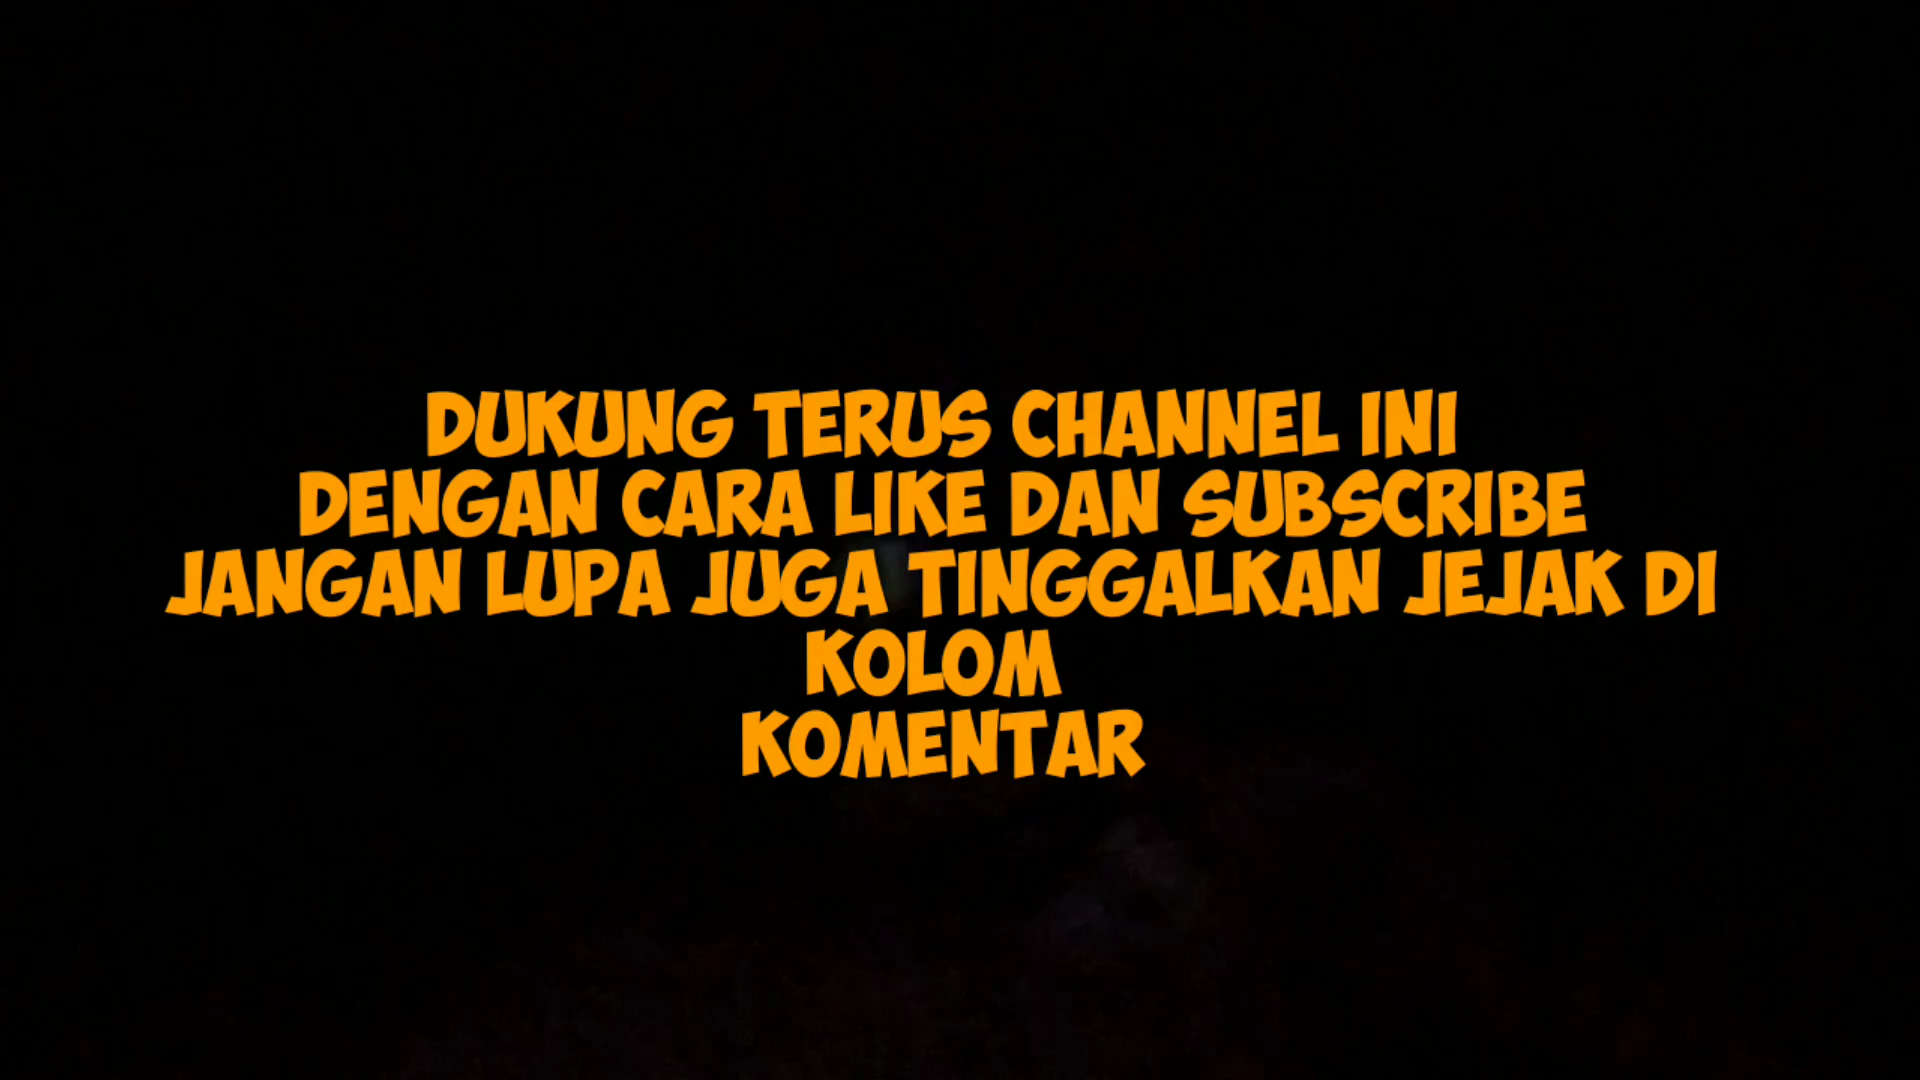 DUKUNG TERUS CHANNEL INI
DENGAN CARA LIKE DAN SUBSCRIBE
JANGAN LUPA JUGA TINGGALKAN JEJAK DI
KOLOM
KOMENTAR